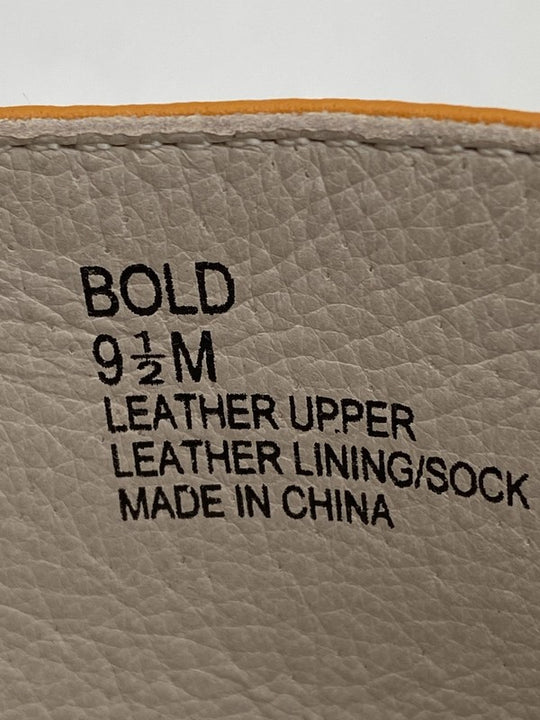 BOLD
9½M
LEATHER UPPER
LEATHER LINING/SOCK
MADE IN CHINA